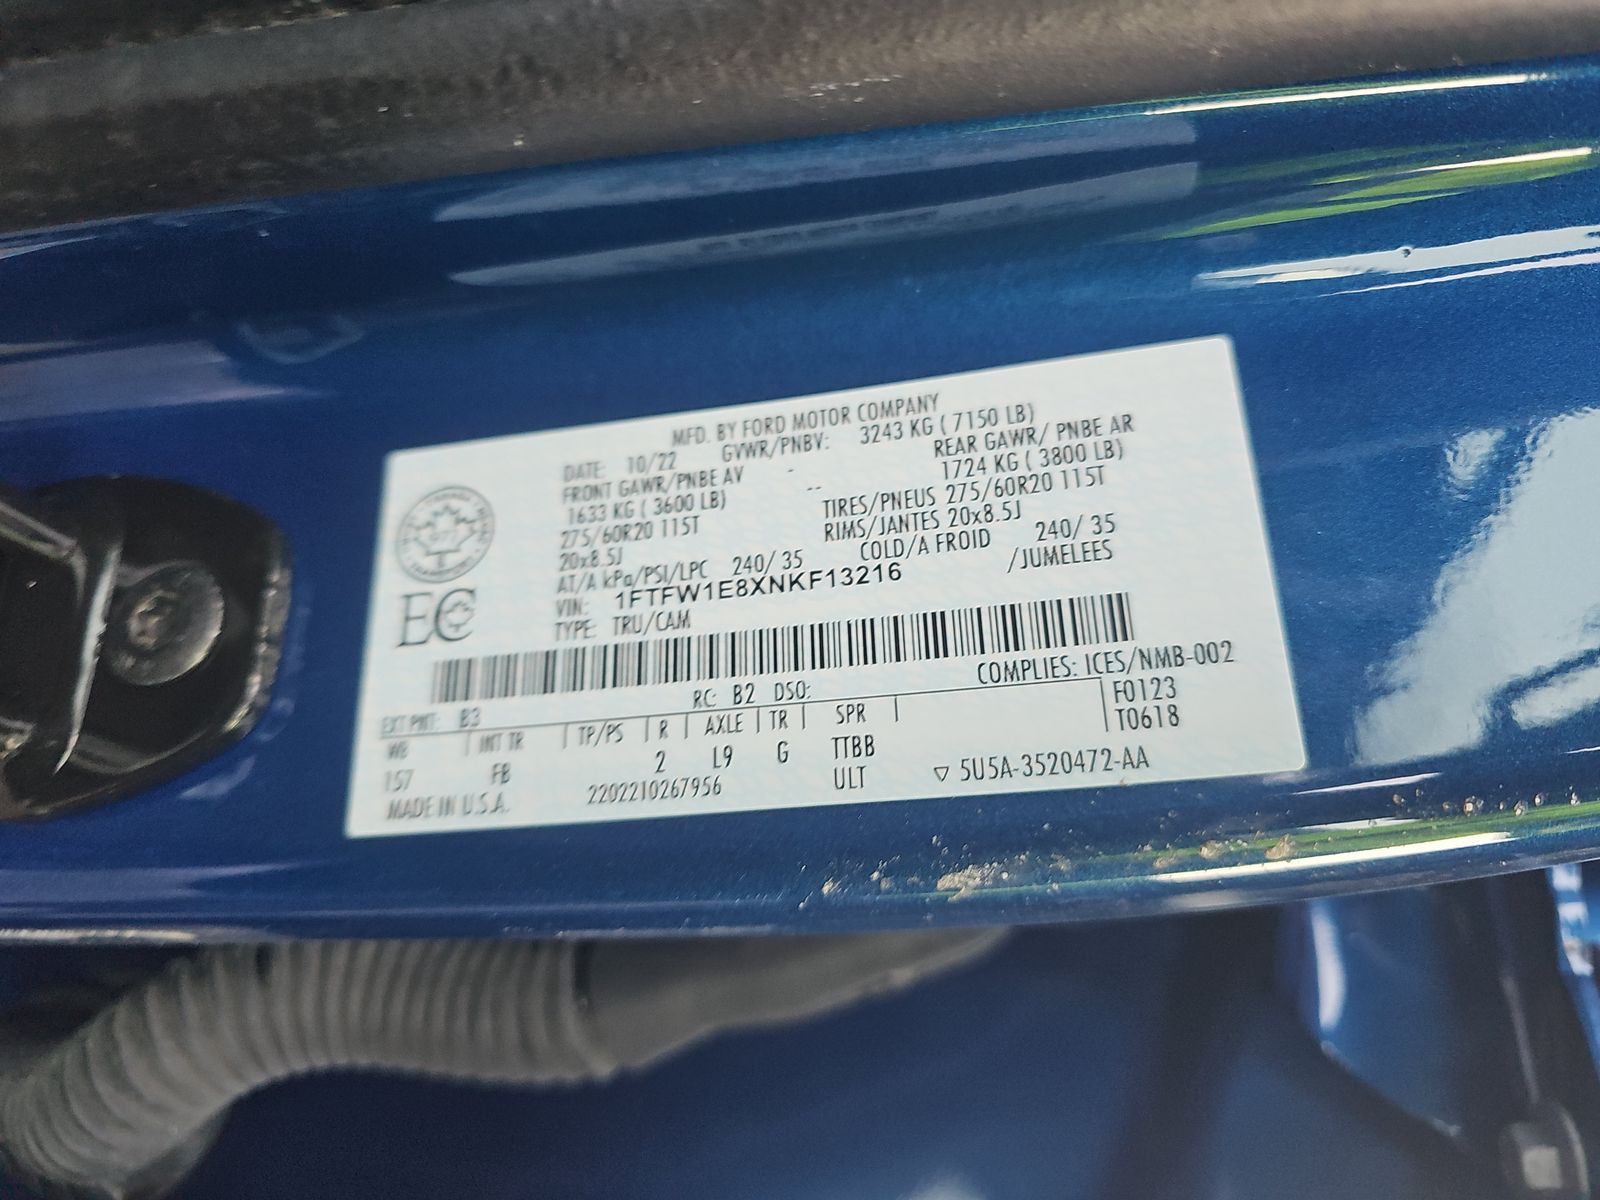 MFD. BY FORD MOTOR COMPANY
DATE: 10/22 GVWR/PNBV: 3243 KG ( 7150 LB)
FRONT GAWR/PNBE AV - REAR GAWR/ PNBE AR
1633 KG ( 3600 LB) -- 1724 KG ( 3800 LB)
275/60R20 115T TIRES/PNEUS 275/60R20 115T
20x8.5J RIMS/JANTES 20x8.5J
AT/A kPa/PSI/LPC 240/ 35 COLD/A FROID 240/ 35
VIN: 1FTFW1E8XNKF13216 /JUMELEES
TYPE: TRU/CAM
EC
COMPLIES: ICES/NMB-002
EXT PNT: B3 RC: B2 DSO: F0123
WB INT TR TP/PS R AXLE TR SPR T0618
157 FB 2 L9 G TTBB
MADE IN U.S.A. 2202210267956 ULT ▽ 5U5A-3520472-AA